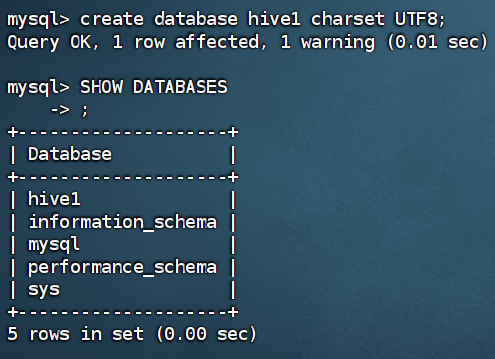 mysql> create database hive1 charset UTF8;
Query OK, 1 row affected, 1 warning (0.01 sec)

mysql> SHOW DATABASES
    -> ;
+--------------------+
| Database           |
+--------------------+
| hive1              |
| information_schema |
| mysql              |
| performance_schema |
| sys                |
+--------------------+
5 rows in set (0.00 sec)